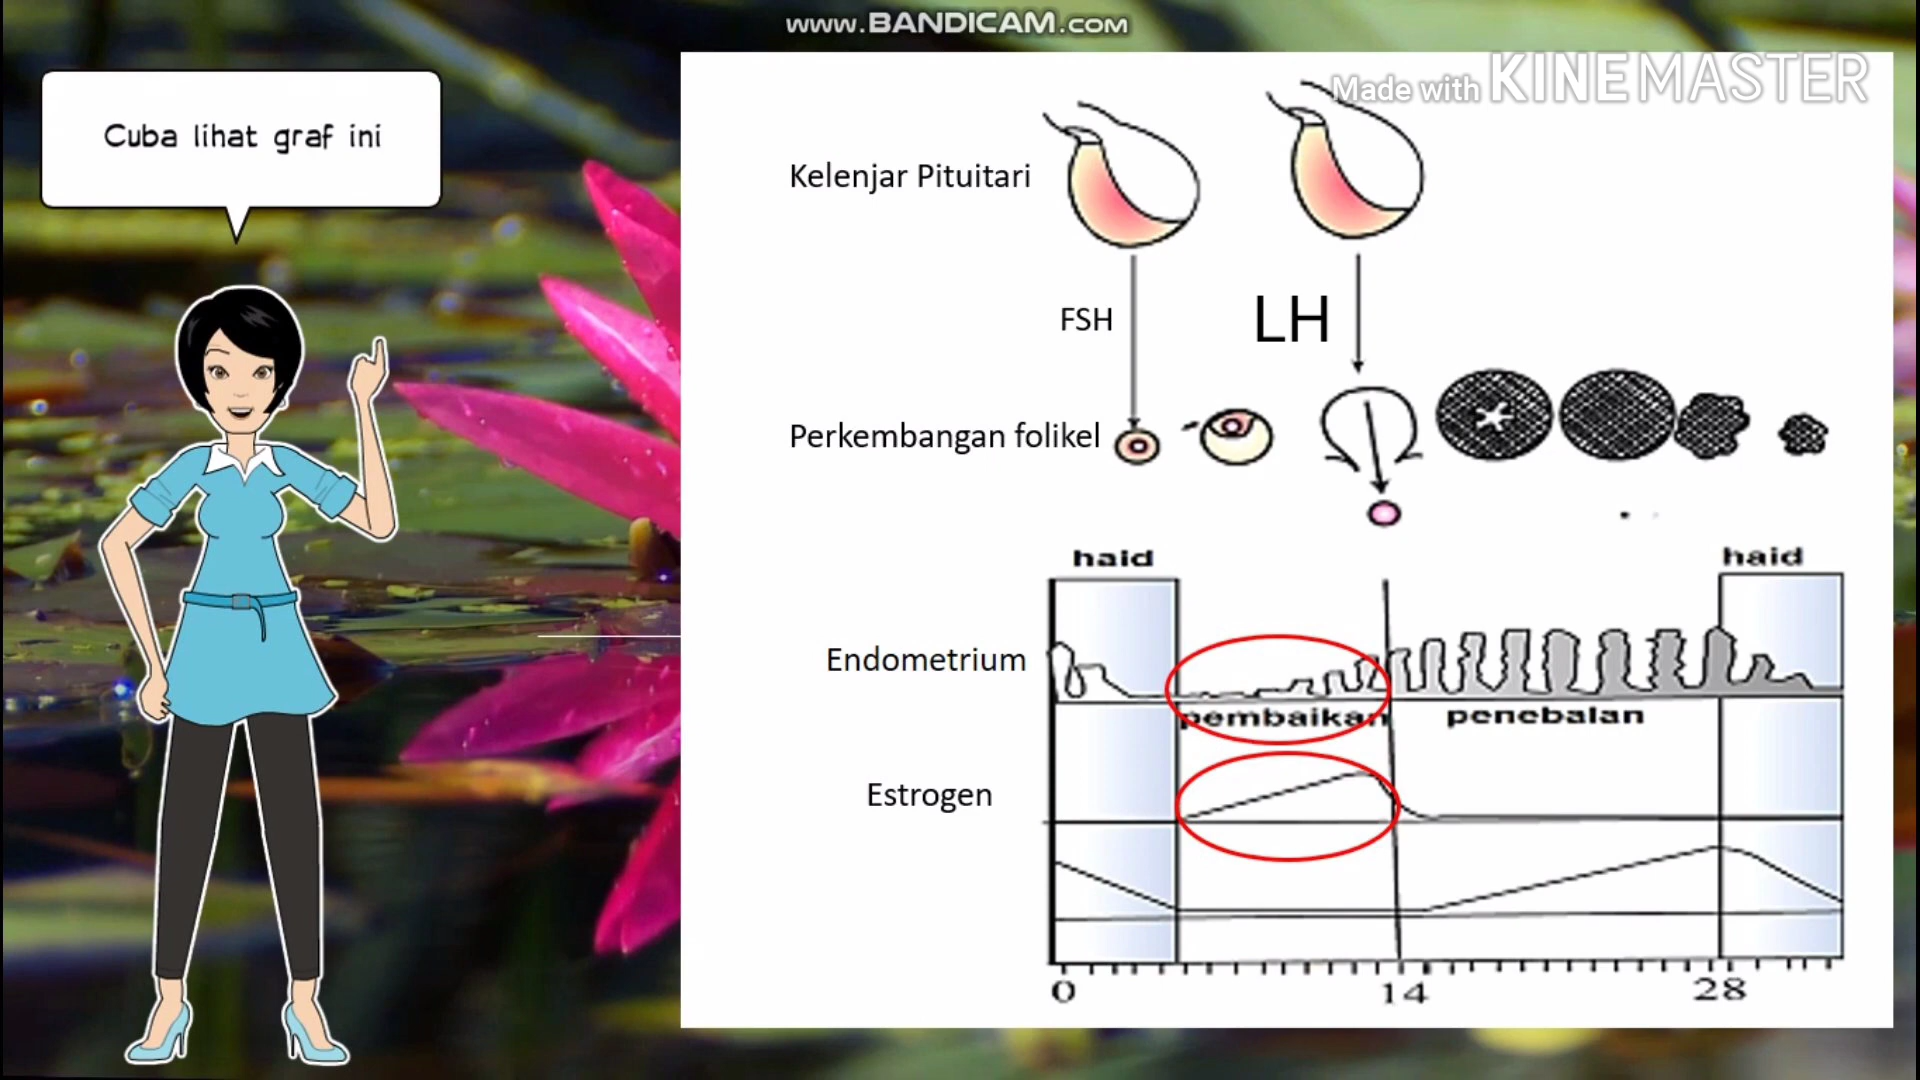 www.BANDICAM.com
Made with KINEMASTER
Cuba lihat graf ini
Kelenjar Pituitari
FSH
LH
Perkembangan folikel
haid
haid
Endometrium
pembaikan
penebalan
Estrogen
0
14
28